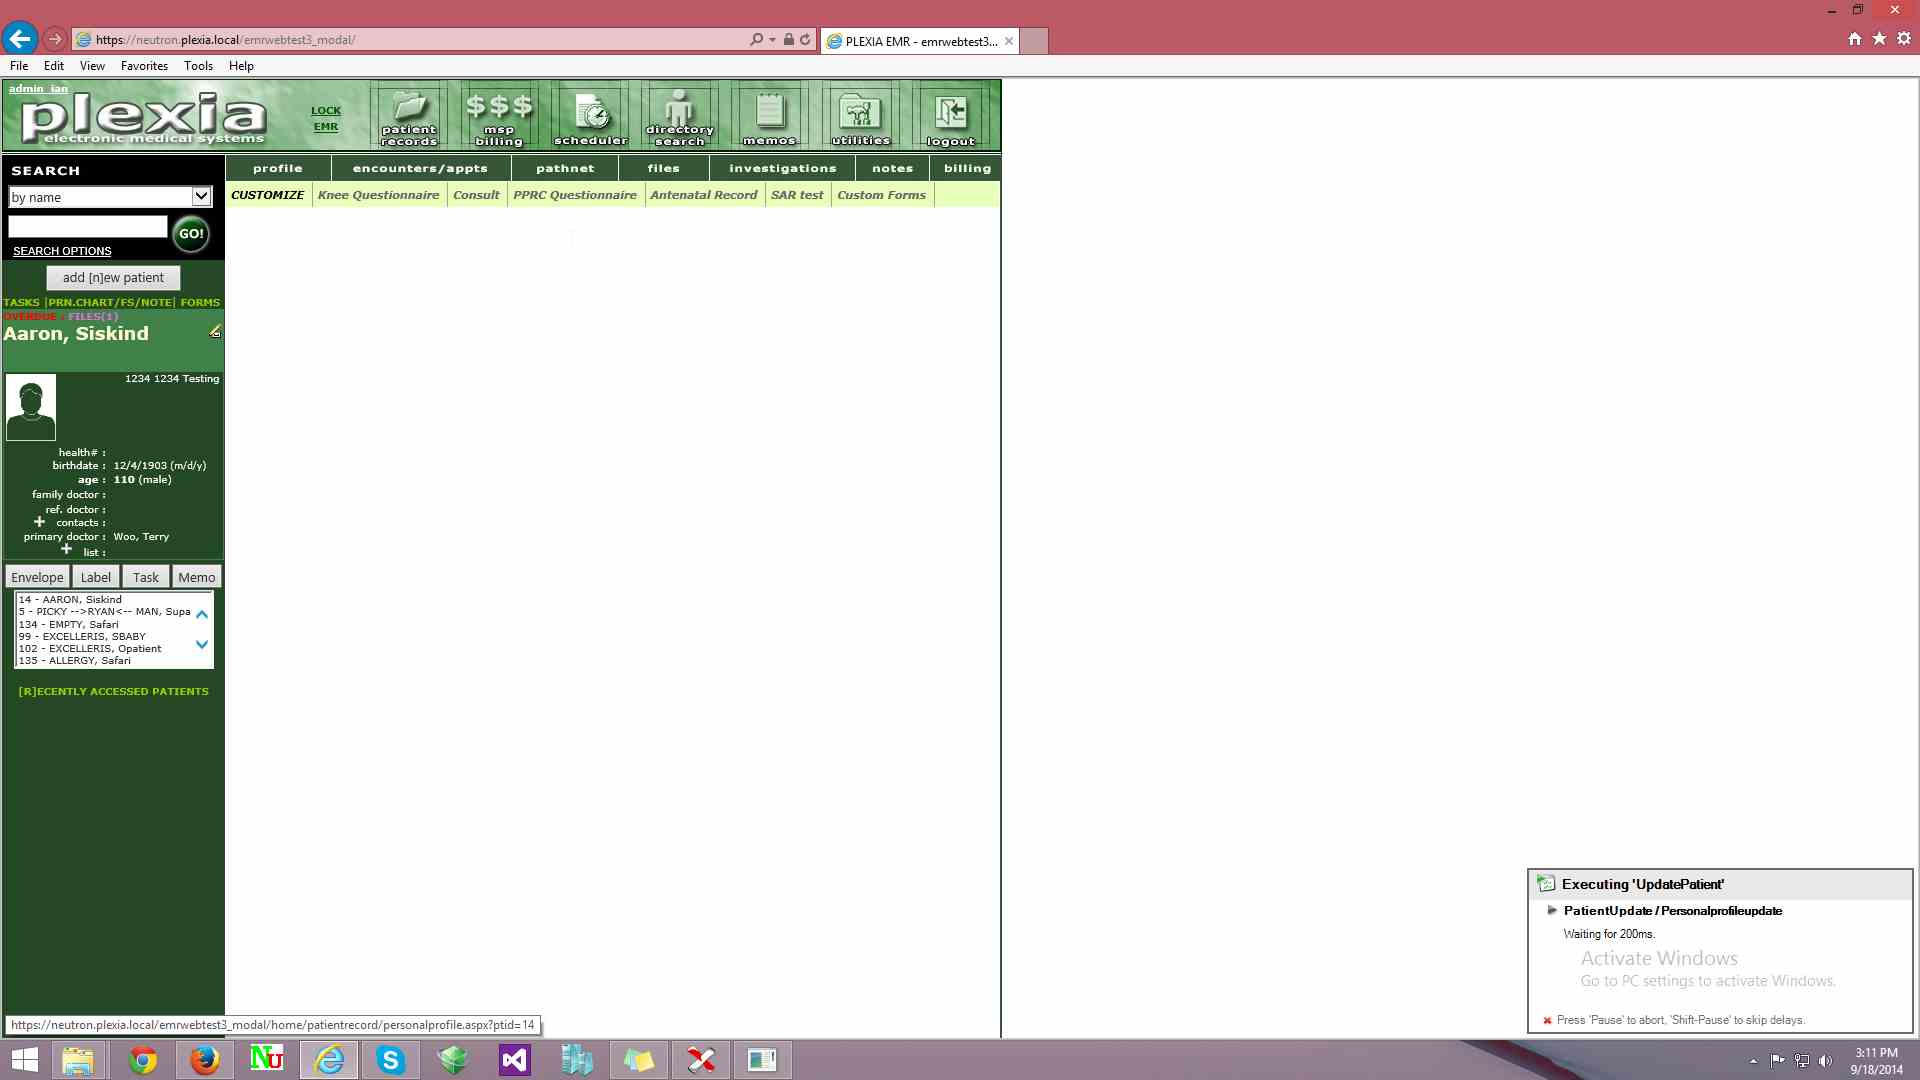 https://neutron.plexia.local/emrwebtest3_modal/
PLEXIA EMR - emrwebtest3...
File Edit View Favorites Tools Help
admin_ian
plexia
electronic medical systems
LOCK
EMR
patient records
$$$ msp billing
scheduler
directory search
memos
utilities
logout
SEARCH
profile encounters/appts pathnet files investigations notes billing
by name
CUSTOMIZE Knee Questionnaire Consult PPRC Questionnaire Antenatal Record SAR test Custom Forms
GO!
SEARCH OPTIONS
add [n]ew patient
TASKS |PRN.CHART/FS/NOTE| FORMS
OVERDUE : FILES(1)
Aaron, Siskind
1234 1234 Testing
health# :
birthdate : 12/4/1903 (m/d/y)
age : 110 (male)
family doctor :
ref. doctor :
+ contacts :
primary doctor : Woo, Terry
+ list :
Envelope Label Task Memo
14 - AARON, Siskind
5 - PICKY -->RYAN<-- MAN, Supa
134 - EMPTY, Safari
99 - EXCELLERIS, SBABY
102 - EXCELLERIS, Opatient
135 - ALLERGY, Safari
[R]ECENTLY ACCESSED PATIENTS
Executing 'UpdatePatient'
PatientUpdate / Personalprofileupdate
Waiting for 200ms.
Activate Windows
Go to PC settings to activate Windows.
Press 'Pause' to abort, 'Shift-Pause' to skip delays.
https://neutron.plexia.local/emrwebtest3_modal/home/patientrecord/personalprofile.aspx?ptid=14
NU
3:11 PM
9/18/2014